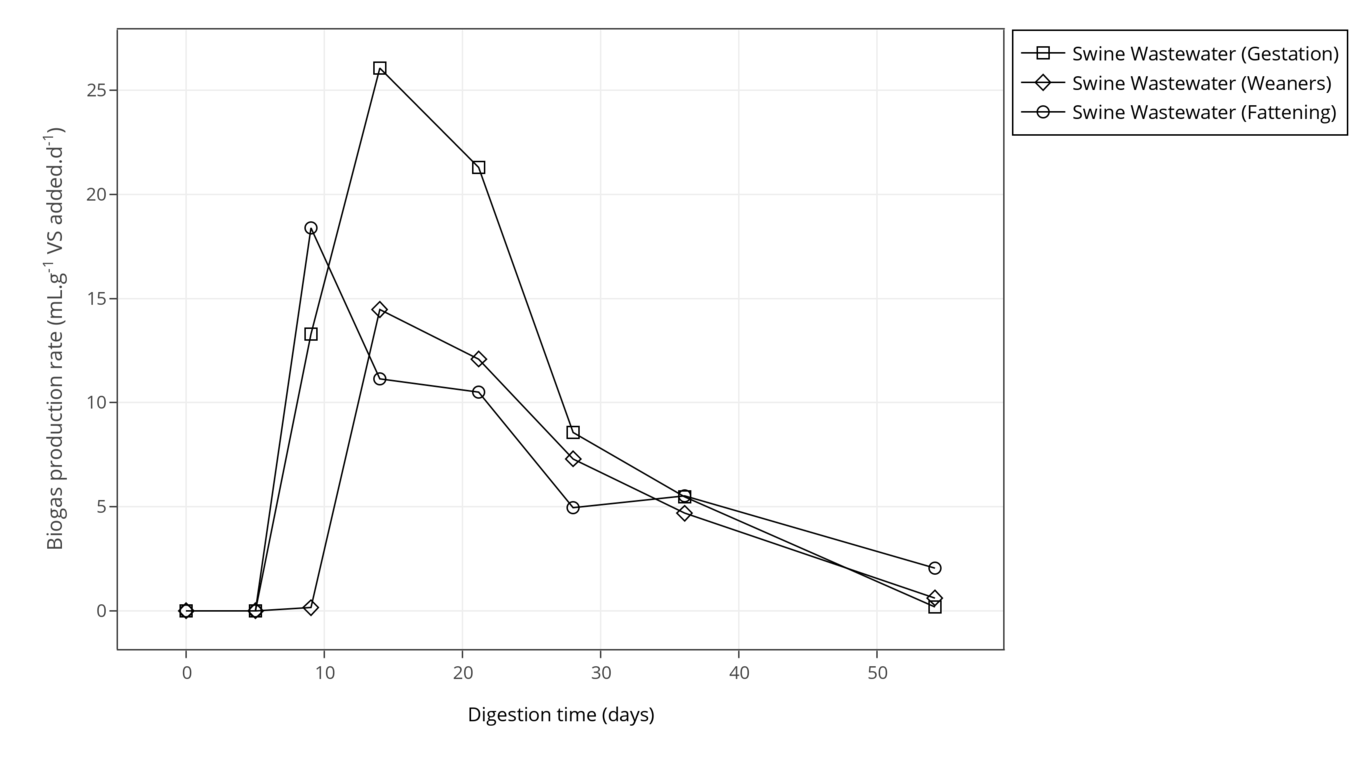 Swine Wastewater (Gestation)
Swine Wastewater (Weaners)
Swine Wastewater (Fattening)
Biogas production rate (mL.g⁻¹ VS added.d⁻¹)
25
20
15
10
5
0
0 10 20 30 40 50
Digestion time (days)